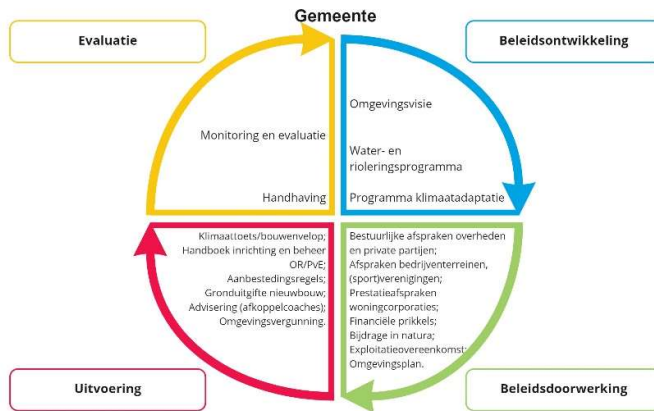 Gemeente
Evaluatie
Beleidsontwikkeling
Monitoring en evaluatie
Handhaving
Omgevingsvisie
Water- en
rioleringsprogramma
Programma klimaatadaptatie
Klimaattoets/bouwenvelop;
Handboek inrichting en beheer
OR/PvE;
Aanbestedingsregels;
Gronduitgifte nieuwbouw;
Advisering (afkoppelcoaches);
Omgevingsvergunning.
Bestuurlijke afspraken overheden
en private partijen;
Afspraken bedrijventerreinen,
(sport)verenigingen;
Prestatieafspraken
woningcorporaties;
Financiële prikkels;
Bijdrage in natura;
Exploitatieovereenkomst;
Omgevingsplan.
Uitvoering
Beleidsdoorwerking